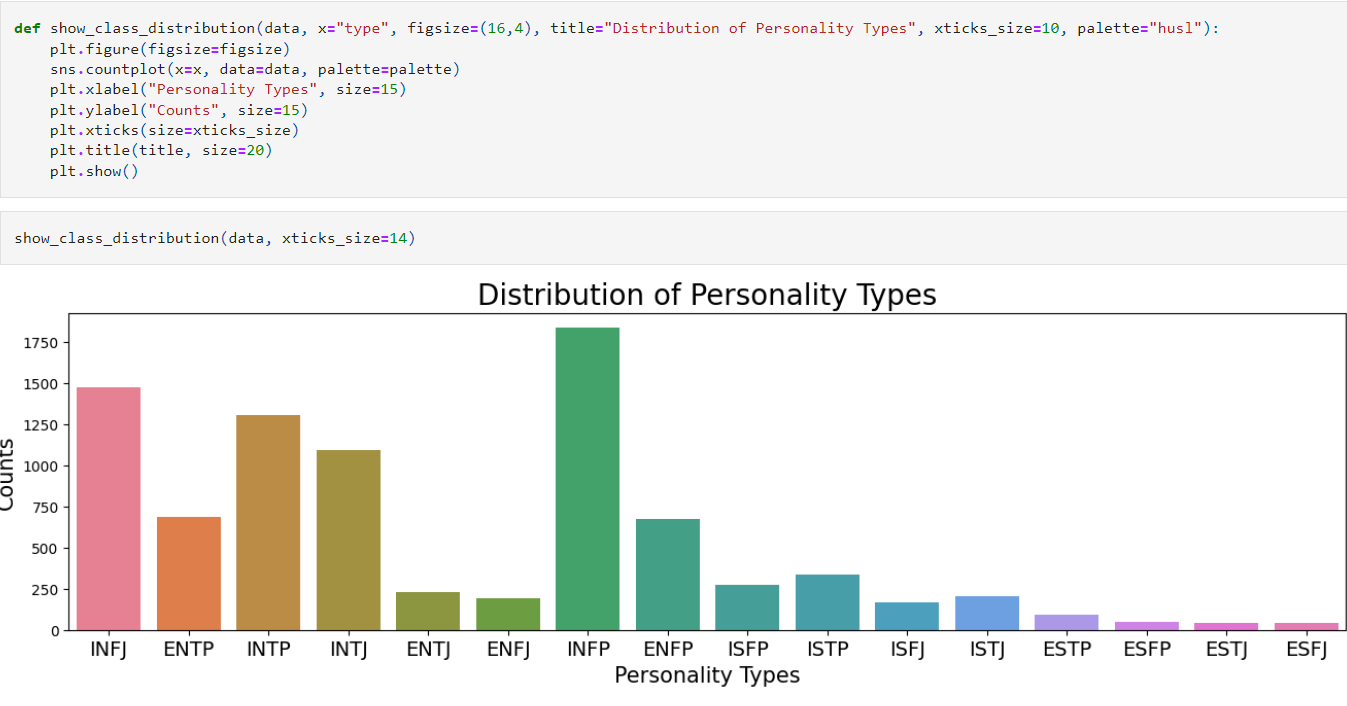 def show_class_distribution(data, x="type", figsize=(16,4), title="Distribution of Personality Types", xticks_size=10, palette="husl"):
    plt.figure(figsize=figsize)
    sns.countplot(x=x, data=data, palette=palette)
    plt.xlabel("Personality Types", size=15)
    plt.ylabel("Counts", size=15)
    plt.xticks(size=xticks_size)
    plt.title(title, size=20)
    plt.show()
show_class_distribution(data, xticks_size=14)
Distribution of Personality Types
1750
1500
1250
1000
750
500
250
0
Counts
INFJ ENTP INTP INTJ ENTJ ENFJ INFP ENFP ISFP ISTP ISFJ ISTJ ESTP ESFP ESTJ ESFJ
Personality Types